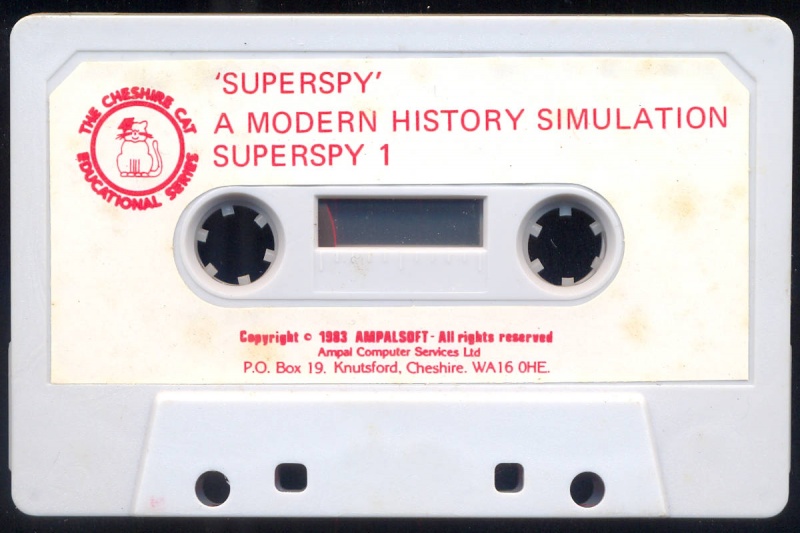 THE CHESHIRE CAT
EDUCATIONAL SERIES
'SUPERSPY'
A MODERN HISTORY SIMULATION
SUPERSPY 1
Copyright © 1983 AMPALSOFT - All rights reserved
Ampal Computer Services Ltd
P.O. Box 19, Knutsford, Cheshire. WA16 0HE.